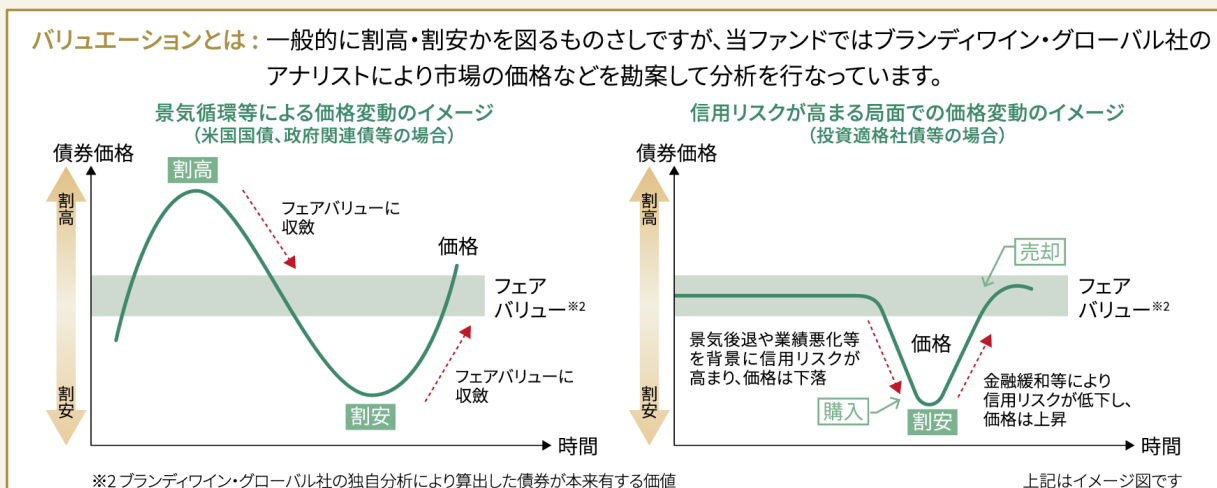 バリュエーションとは : 一般的に割高・割安かを図るものさしですが、当ファンドではブランディワイン・グローバル社の
アナリストにより市場の価格などを勘案して分析を行なっています。
景気循環等による価格変動のイメージ
（米国国債、政府関連債等の場合）
債券価格
割高
割高
フェアバリューに
収斂
価格
フェア
バリュー※2
フェアバリューに
収斂
割安
割安
時間
信用リスクが高まる局面での価格変動のイメージ
（投資適格社債等の場合）
債券価格
割高
売却
フェア
バリュー※2
景気後退や業績悪化等
を背景に信用リスクが
高まり、価格は下落
価格
金融緩和等により
信用リスクが低下し、
価格は上昇
購入
割安
割安
時間
※2 ブランディワイン・グローバル社の独自分析により算出した債券が本来有する価値
上記はイメージ図です